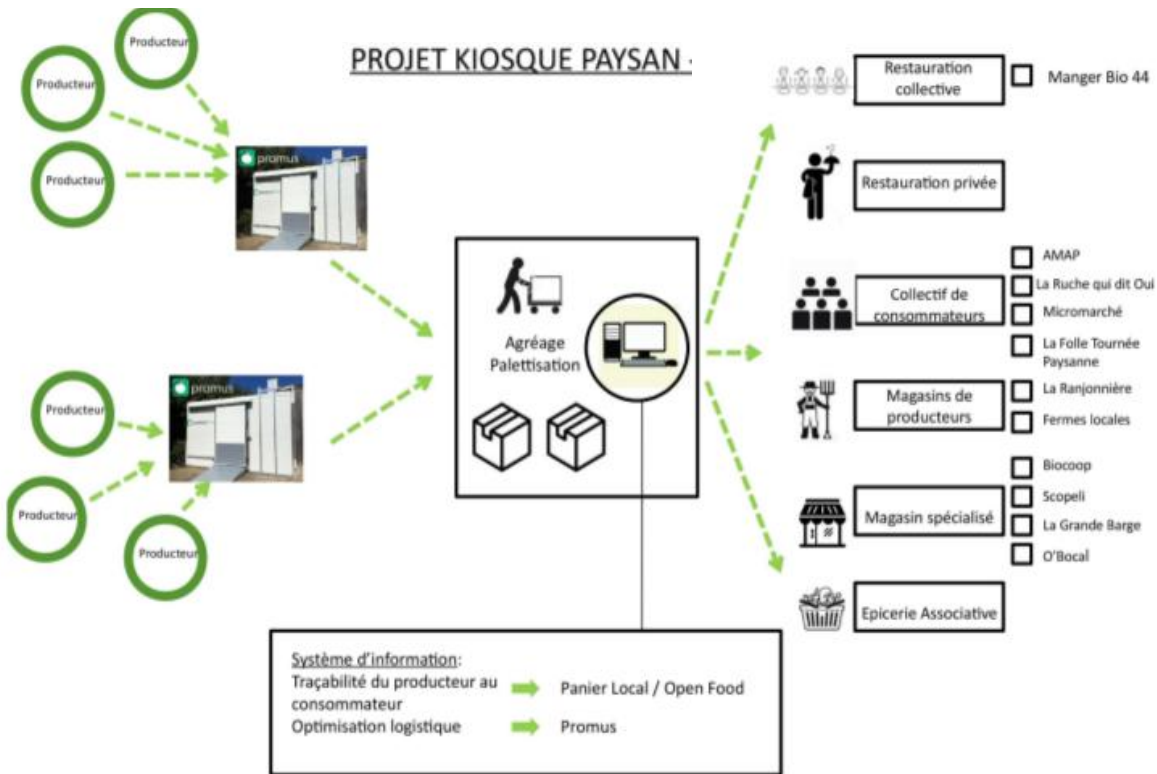 PROJET KIOSQUE PAYSAN -
Producteur
Producteur
Producteur
promus
Producteur
Producteur
Producteur
promus
Agréage
Palettisation
Restauration
collective
Manger Bio 44
Restauration privée
Collectif de
consommateurs
AMAP
La Ruche qui dit Oui
Micromarché
La Folle Tournée
Paysanne
Magasins de
producteurs
La Ranjonnière
Fermes locales
Magasin spécialisé
Biocoop
Scopeli
La Grande Barge
O'Bocal
Epicerie Associative
Système d'information:
Traçabilité du producteur au
consommateur
Panier Local / Open Food
Optimisation logistique
Promus